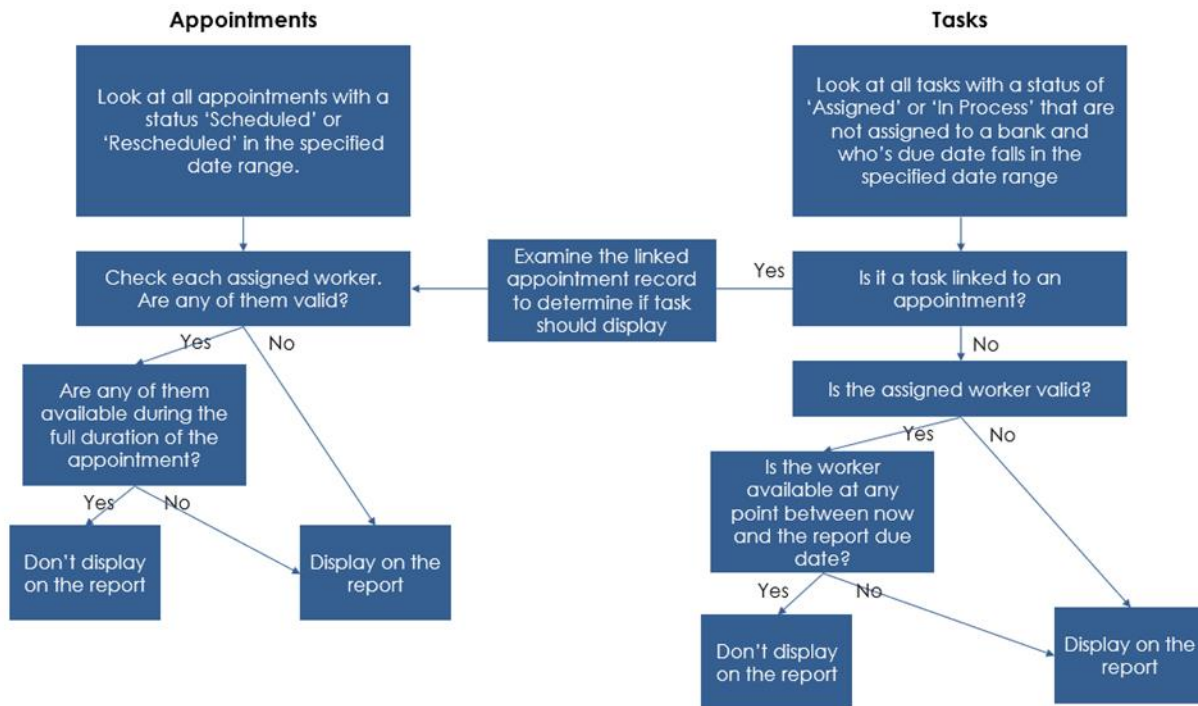 Appointments
Look at all appointments with a
status ‘Scheduled’ or
‘Rescheduled’ in the specified
date range.
Check each assigned worker.
Are any of them valid?
Yes
No
Are any of them
available during the
full duration of the
appointment?
Yes
No
Don’t display
on the report
Display on the
report
Examine the linked
appointment record
to determine if task
should display
Yes
Tasks
Look at all tasks with a status of
‘Assigned’ or ‘In Process’ that are
not assigned to a bank and
who’s due date falls in the
specified date range
Is it a task linked to an
appointment?
No
Is the assigned worker valid?
Yes
No
Is the worker
available at any
point between now
and the report due
date?
Yes
No
Don’t display
on the report
Display on the
report